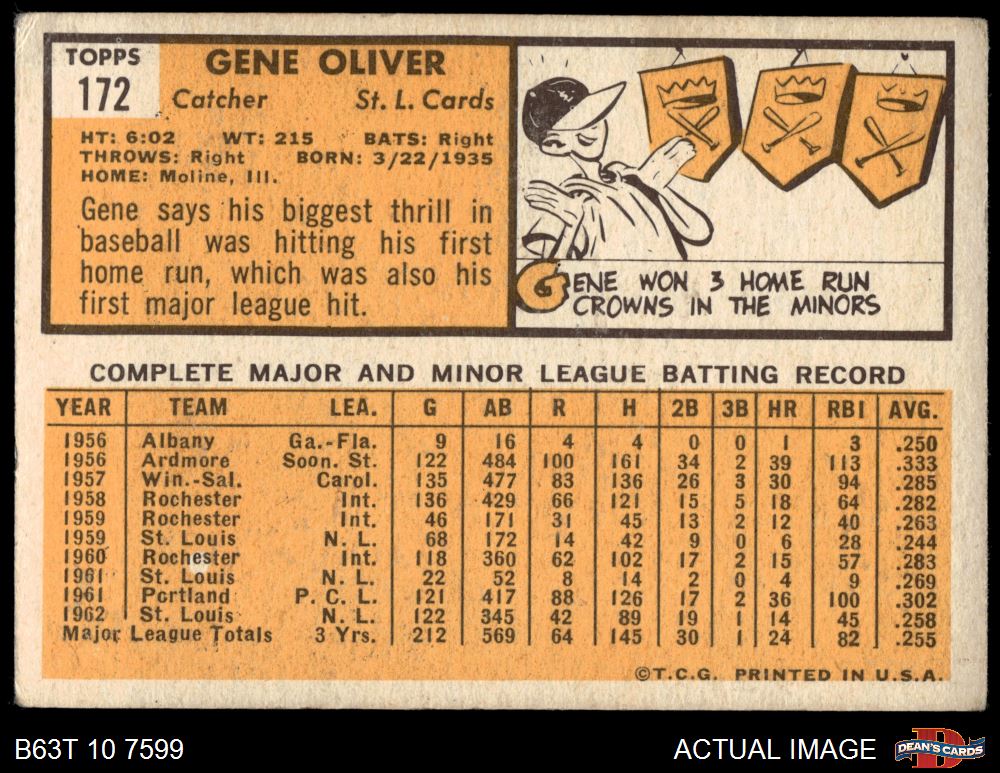 TOPPS
172
GENE OLIVER
Catcher St. L. Cards
HT: 6:02 WT: 215 BATS: Right
THROWS: Right BORN: 3/22/1935
HOME: Moline, Ill.
Gene says his biggest thrill in
baseball was hitting his first
home run, which was also his
first major league hit.
GENE WON 3 HOME RUN
CROWNS IN THE MINORS
COMPLETE MAJOR AND MINOR LEAGUE BATTING RECORD
YEAR TEAM LEA. G AB R H 2B 3B HR RBI AVG.
1956 Albany Ga.-Fla. 9 16 4 4 0 0 1 3 .250
1956 Ardmore Soon. St. 122 484 100 161 34 2 39 113 .333
1957 Win.-Sal. Carol. 135 477 83 136 26 3 30 94 .285
1958 Rochester Int. 136 429 66 121 15 5 18 64 .282
1959 Rochester Int. 46 171 31 45 13 2 12 40 .263
1959 St. Louis N. L. 68 172 14 42 9 0 6 28 .244
1960 Rochester Int. 118 360 62 102 17 2 15 57 .283
1961 St. Louis N. L. 22 52 8 14 2 0 4 9 .269
1961 Portland P. C. L. 121 417 88 126 17 2 36 100 .302
1962 St. Louis N. L. 122 345 42 89 19 1 14 45 .258
Major League Totals 3 Yrs. 212 569 64 145 30 1 24 82 .255
©T.C.G. PRINTED IN U.S.A.
B63T 10 7599 ACTUAL IMAGE DEAN'S CARDS